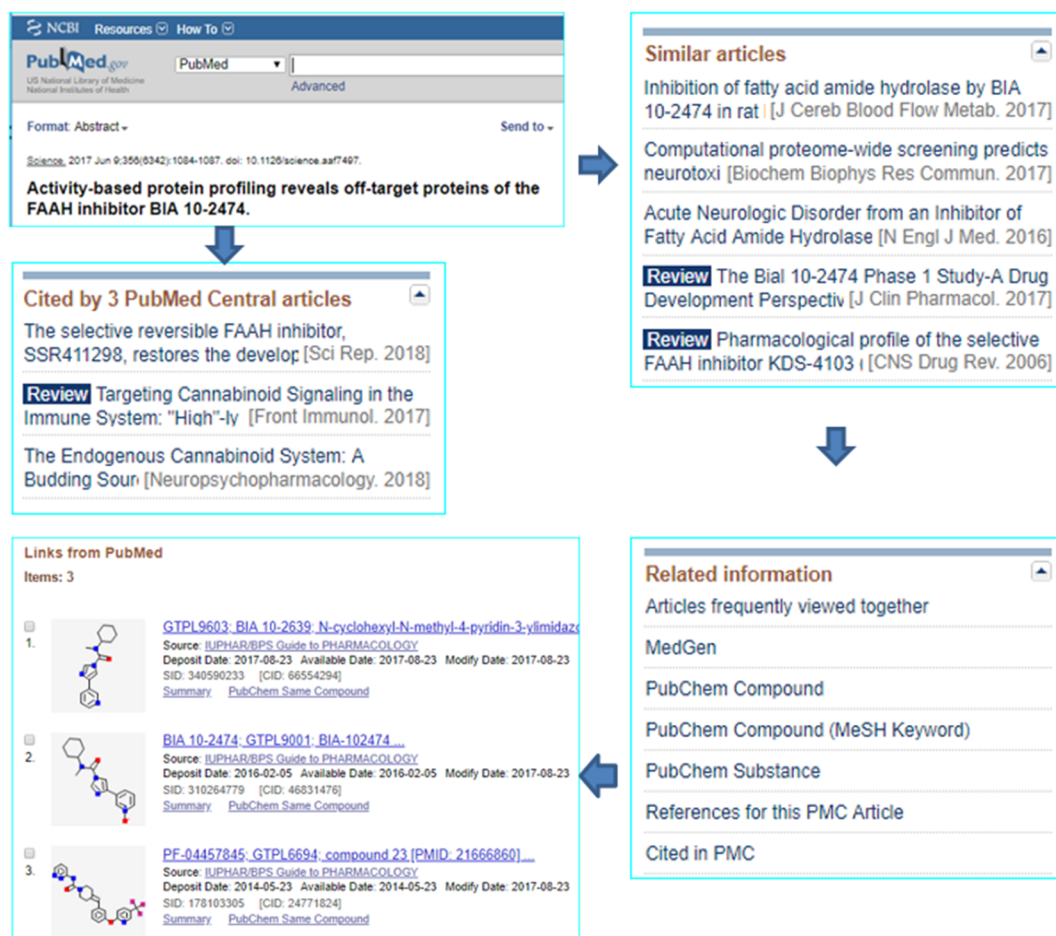 NCBI Resources How To
PubMed.gov
US National Library of Medicine
National Institutes of Health
PubMed
Advanced
Format: Abstract
Send to
Science. 2017 Jun 9;356(6342):1084-1087. doi: 10.1126/science.aaf7497.
Activity-based protein profiling reveals off-target proteins of the
FAAH inhibitor BIA 10-2474.
Similar articles
Inhibition of fatty acid amide hydrolase by BIA
10-2474 in rat [J Cereb Blood Flow Metab. 2017]
Computational proteome-wide screening predicts
neurotoxi [Biochem Biophys Res Commun. 2017]
Acute Neurologic Disorder from an Inhibitor of
Fatty Acid Amide Hydrolase [N Engl J Med. 2016]
Review The Bial 10-2474 Phase 1 Study-A Drug
Development Perspectiv [J Clin Pharmacol. 2017]
Review Pharmacological profile of the selective
FAAH inhibitor KDS-4103 ( [CNS Drug Rev. 2006]
Cited by 3 PubMed Central articles
The selective reversible FAAH inhibitor,
SSR411298, restores the develop [Sci Rep. 2018]
Review Targeting Cannabinoid Signaling in the
Immune System: "High"-ly [Front Immunol. 2017]
The Endogenous Cannabinoid System: A
Budding Sour [Neuropsychopharmacology. 2018]
Related information
Articles frequently viewed together
MedGen
PubChem Compound
PubChem Compound (MeSH Keyword)
PubChem Substance
References for this PMC Article
Cited in PMC
Links from PubMed
Items: 3
1.
GTPL9603; BIA 10-2639; N-cyclohexyl-N-methyl-4-pyridin-3-ylimidazo
Source: IUPHAR/BPS Guide to PHARMACOLOGY
Deposit Date: 2017-08-23 Available Date: 2017-08-23 Modify Date: 2017-08-23
SID: 340590233 [CID: 66554294]
Summary PubChem Same Compound
2.
BIA 10-2474; GTPL9001; BIA-102474 ...
Source: IUPHAR/BPS Guide to PHARMACOLOGY
Deposit Date: 2016-02-05 Available Date: 2016-02-05 Modify Date: 2017-08-23
SID: 310264779 [CID: 46831476]
Summary PubChem Same Compound
3.
PF-04457845; GTPL6694; compound 23 [PMID: 21666860] ...
Source: IUPHAR/BPS Guide to PHARMACOLOGY
Deposit Date: 2014-05-23 Available Date: 2014-05-23 Modify Date: 2017-08-23
SID: 178103305 [CID: 24771824]
Summary PubChem Same Compound